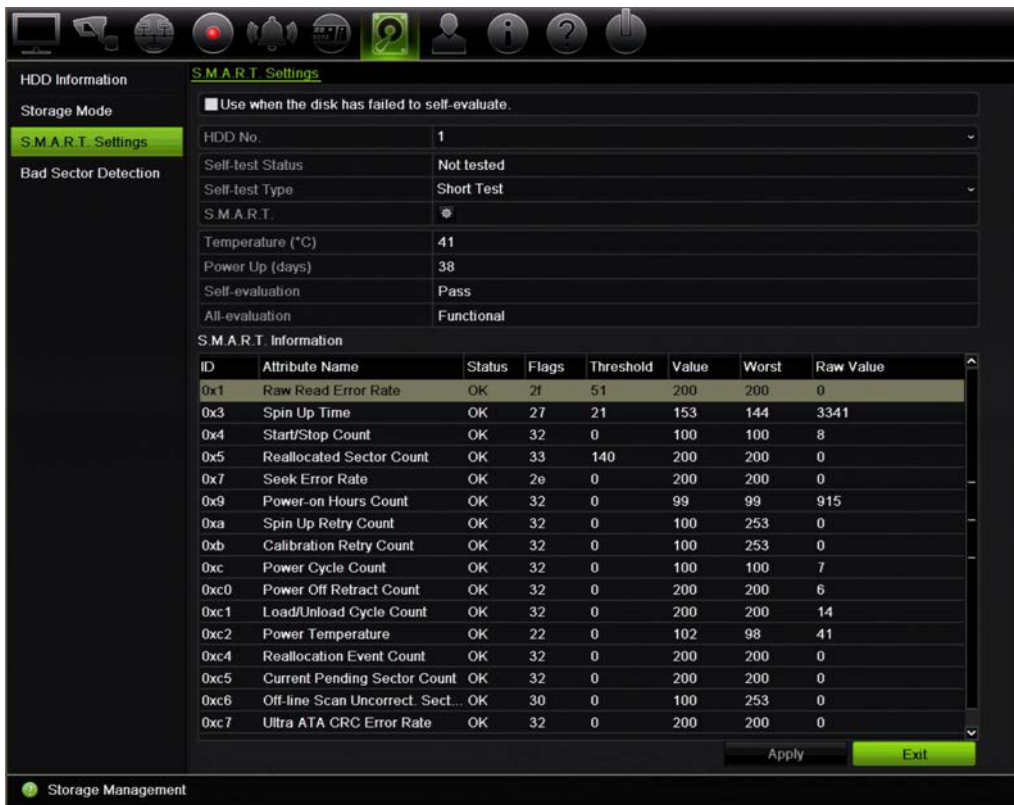 HDD Information
Storage Mode
S.M.A.R.T. Settings
Bad Sector Detection
S.M.A.R.T. Settings
Use when the disk has failed to self-evaluate.
HDD No. 1
Self-test Status Not tested
Self-test Type Short Test
S.M.A.R.T.
Temperature (°C) 41
Power Up (days) 38
Self-evaluation Pass
All-evaluation Functional
S.M.A.R.T. Information
ID Attribute Name Status Flags Threshold Value Worst Raw Value
0x1 Raw Read Error Rate OK 2f 51 200 200 0
0x3 Spin Up Time OK 27 21 153 144 3341
0x4 Start/Stop Count OK 32 0 100 100 8
0x5 Reallocated Sector Count OK 33 140 200 200 0
0x7 Seek Error Rate OK 2e 0 200 200 0
0x9 Power-on Hours Count OK 32 0 99 99 915
0xa Spin Up Retry Count OK 32 0 100 253 0
0xb Calibration Retry Count OK 32 0 100 253 0
0xc Power Cycle Count OK 32 0 100 100 7
0xc0 Power Off Retract Count OK 32 0 200 200 6
0xc1 Load/Unload Cycle Count OK 32 0 200 200 14
0xc2 Power Temperature OK 22 0 102 98 41
0xc4 Reallocation Event Count OK 32 0 200 200 0
0xc5 Current Pending Sector Count OK 32 0 200 200 0
0xc6 Off-line Scan Uncorrect. Sect... OK 30 0 100 253 0
0xc7 Ultra ATA CRC Error Rate OK 32 0 200 200 0
Apply Exit
Storage Management